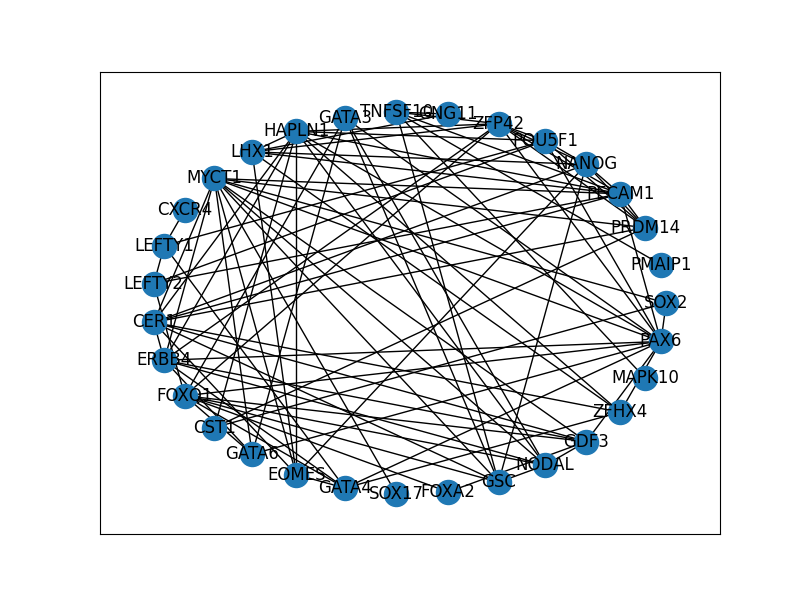 TNFSF10
GNG11
GATA3
ZFP42
HAPLN1
POU5F1
LHX1
NANOG
MYCT1
PECAM1
CXCR4
PRDM14
LEFTY1
PMAIP1
LEFTY2
SOX2
CER1
PAX6
ERBB4
MAPK10
FOXQ1
ZFHX4
CST1
GDF3
GATA6
NODAL
EOMES
GSC
GATA4
SOX17
FOXA2